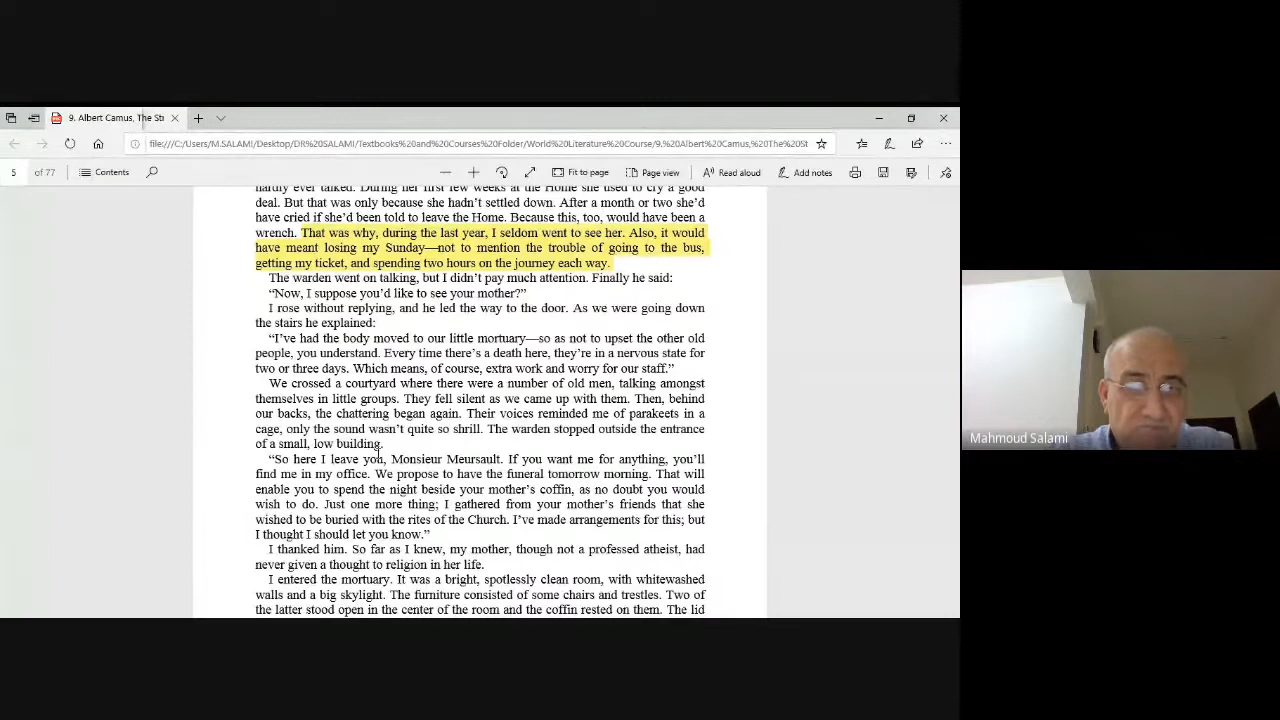 9. Albert Camus, The Str
file:///C:/Users/M.SALAMI/Desktop/DR%20SALAMI/Textbooks%20and%20Courses%20Folder/World%20Literature%20Course/9.%20Albert%20Camus,%20The%20St
5 of 77 Contents Fit to page Read aloud Add notes
hardly ever talked. During her first few weeks at the Home she used to cry a good
deal. But that was only because she hadn't settled down. After a month or two she'd
have cried if she'd been told to leave the Home. Because this, too, would have been a
wrench. That was why, during the last year, I seldom went to see her. Also, it would
have meant losing my Sunday—not to mention the trouble of going to the bus,
getting my ticket, and spending two hours on the journey each way.
The warden went on talking, but I didn't pay much attention. Finally he said:
“Now, I suppose you'd like to see your mother?”
I rose without replying, and he led the way to the door. As we were going down
the stairs he explained:
“I've had the body moved to our little mortuary—so as not to upset the other old
people, you understand. Every time there's a death here, they're in a nervous state for
two or three days. Which means, of course, extra work and worry for our staff.”
We crossed a courtyard where there were a number of old men, talking amongst
themselves in little groups. They fell silent as we came up with them. Then, behind
our backs, the chattering began again. Their voices reminded me of parakeets in a
cage, only the sound wasn't quite so shrill. The warden stopped outside the entrance
of a small, low building.
“So here I leave you, Monsieur Meursault. If you want me for anything, you'll
find me in my office. We propose to have the funeral tomorrow morning. That will
enable you to spend the night beside your mother's coffin, as no doubt you would
wish to do. Just one more thing; I gathered from your mother's friends that she
wished to be buried with the rites of the Church. I've made arrangements for this; but
I thought I should let you know.”
I thanked him. So far as I knew, my mother, though not a professed atheist, had
never given a thought to religion in her life.
I entered the mortuary. It was a bright, spotlessly clean room, with whitewashed
walls and a big skylight. The furniture consisted of some chairs and trestles. Two of
the latter stood open in the center of the room and the coffin rested on them. The lid
Mahmoud Salami